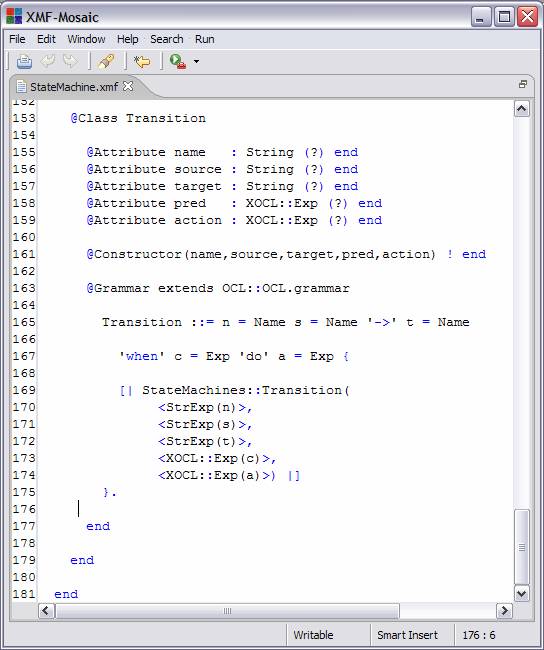 XMF-Mosaic
File Edit Window Help Search Run
StateMachine.xmf
152
153 @Class Transition
154
155 @Attribute name : String (?) end
156 @Attribute source : String (?) end
157 @Attribute target : String (?) end
158 @Attribute pred : XOCL::Exp (?) end
159 @Attribute action : XOCL::Exp (?) end
160
161 @Constructor(name,source,target,pred,action) ! end
162
163 @Grammar extends OCL::OCL.grammar
164
165 Transition ::= n = Name s = Name '->' t = Name
166
167 'when' c = Exp 'do' a = Exp {
168
169 [| StateMachines::Transition(
170 <StrExp(n)>,
171 <StrExp(s)>,
172 <StrExp(t)>,
173 <XOCL::Exp(c)>,
174 <XOCL::Exp(a)>) |]
175 }.
176
177 end
178
179 end
180
181 end
Writable Smart Insert 176 : 6